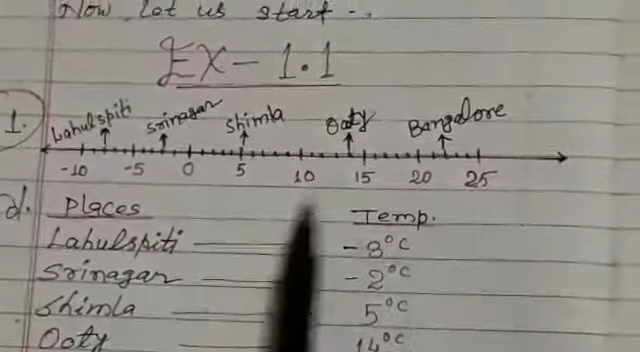 Now let us start -.
EX-1.1
1. Lahulspiti Srinagar Shimla Ooty Bangalore
-10 -5 0 5 10 15 20 25
a). Places Temp.
Lahulspiti -8°C
Srinagar -2°C
Shimla 5°C
Ooty 14°C